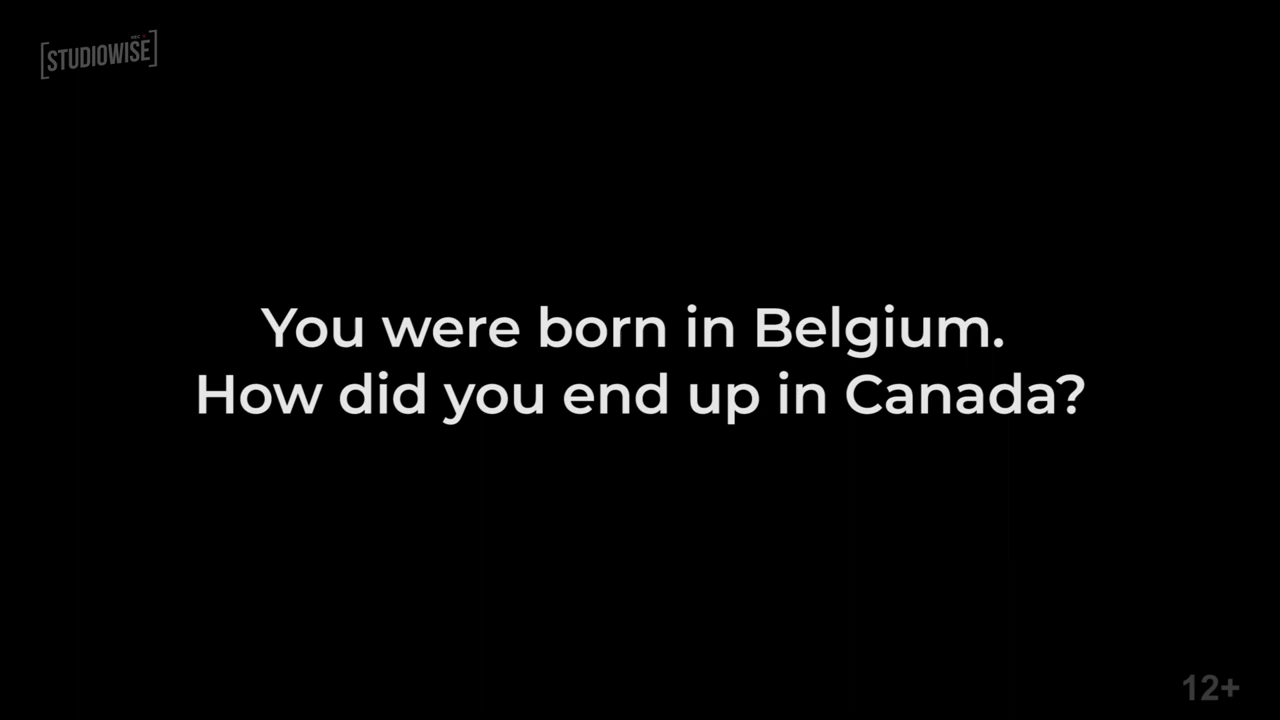 [STUDIOWISE]
You were born in Belgium.
How did you end up in Canada?
12+